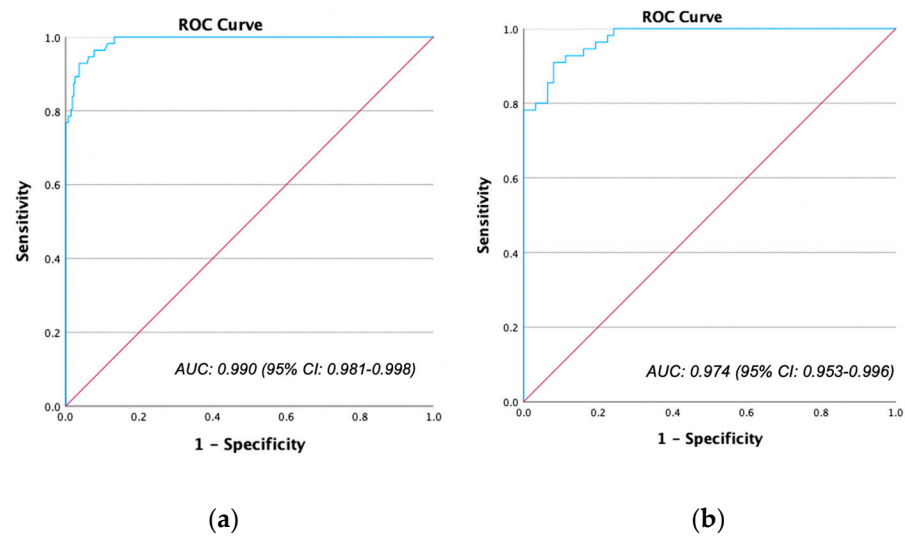 ROC Curve
1.0
0.8
0.6
0.4
0.2
0.0
Sensitivity
AUC: 0.990 (95% CI: 0.981-0.998)
0.0 0.2 0.4 0.6 0.8 1.0
1 – Specificity
(a)
ROC Curve
1.0
0.8
0.6
0.4
0.2
0.0
Sensitivity
AUC: 0.974 (95% CI: 0.953-0.996)
0.0 0.2 0.4 0.6 0.8 1.0
1 – Specificity
(b)